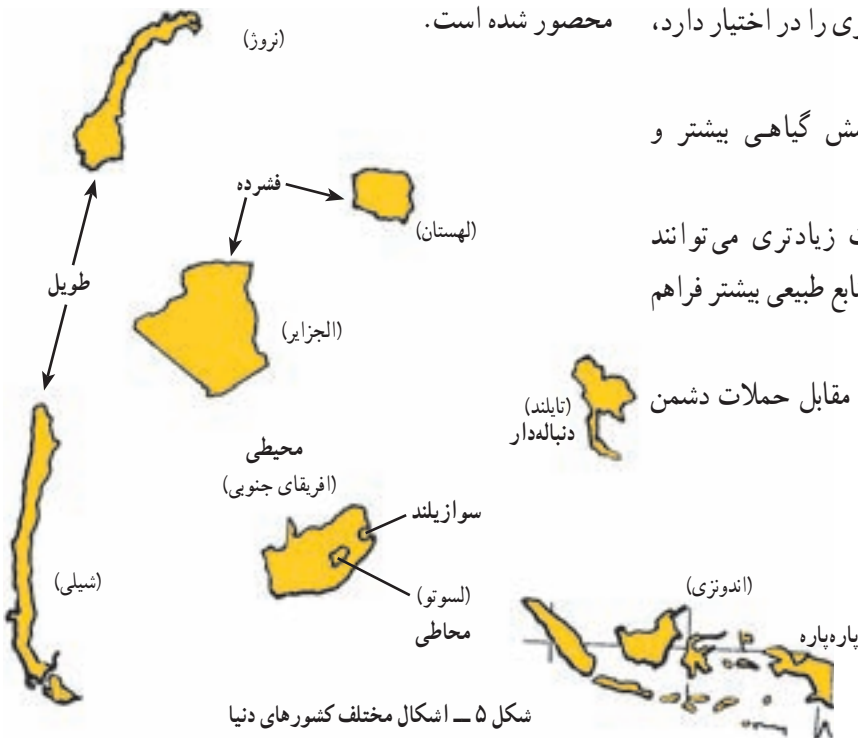 ری را در اختیار دارد،
محصور شده است.
ش گیاهی بیشتر و
زیادتری می‌توانند
ابع طبیعی بیشتر فراهم
مقابل حملات دشمن
(نروژ)
فشرده
(لهستان)
طویل
(الجزایر)
(تایلند)
دنباله‌دار
محیطی
(افریقای جنوبی)
سوازیلند
(لسوتو)
محاطی
(شیلی)
(اندونزی)
پاره‌پاره
شکل ۵ ــ اشکال مختلف کشورهای دنیا